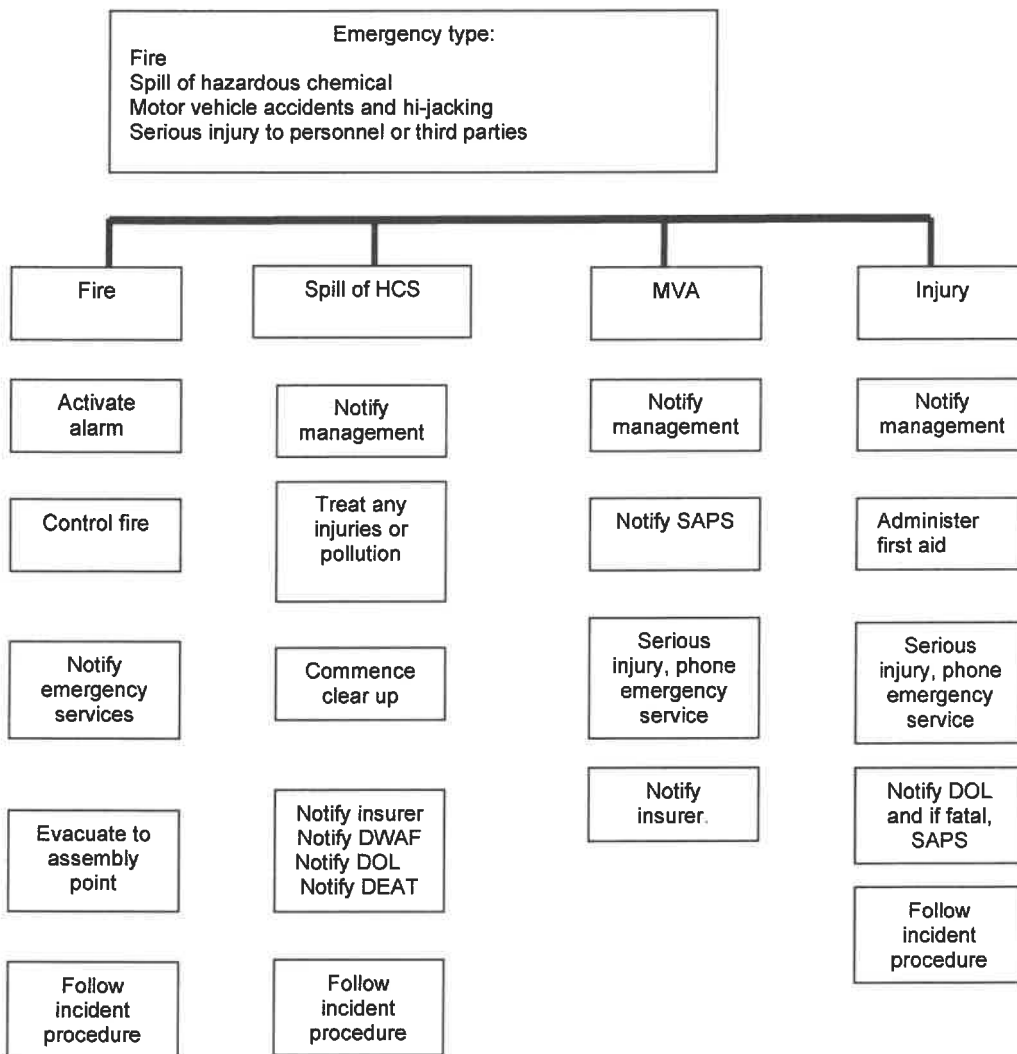 Emergency type:
Fire
Spill of hazardous chemical
Motor vehicle accidents and hi-jacking
Serious injury to personnel or third parties
Fire
Activate
alarm
Control fire
Notify
emergency
services
Evacuate to
assembly
point
Follow
incident
procedure
Spill of HCS
Notify
management
Treat any
injuries or
pollution
Commence
clear up
Notify insurer
Notify DWAF
Notify DOL
Notify DEAT
Follow
incident
procedure
MVA
Notify
management
Notify SAPS
Serious
injury, phone
emergency
service
Notify
insurer.
Injury
Notify
management
Administer
first aid
Serious
injury, phone
emergency
service
Notify DOL
and if fatal,
SAPS
Follow
incident
procedure